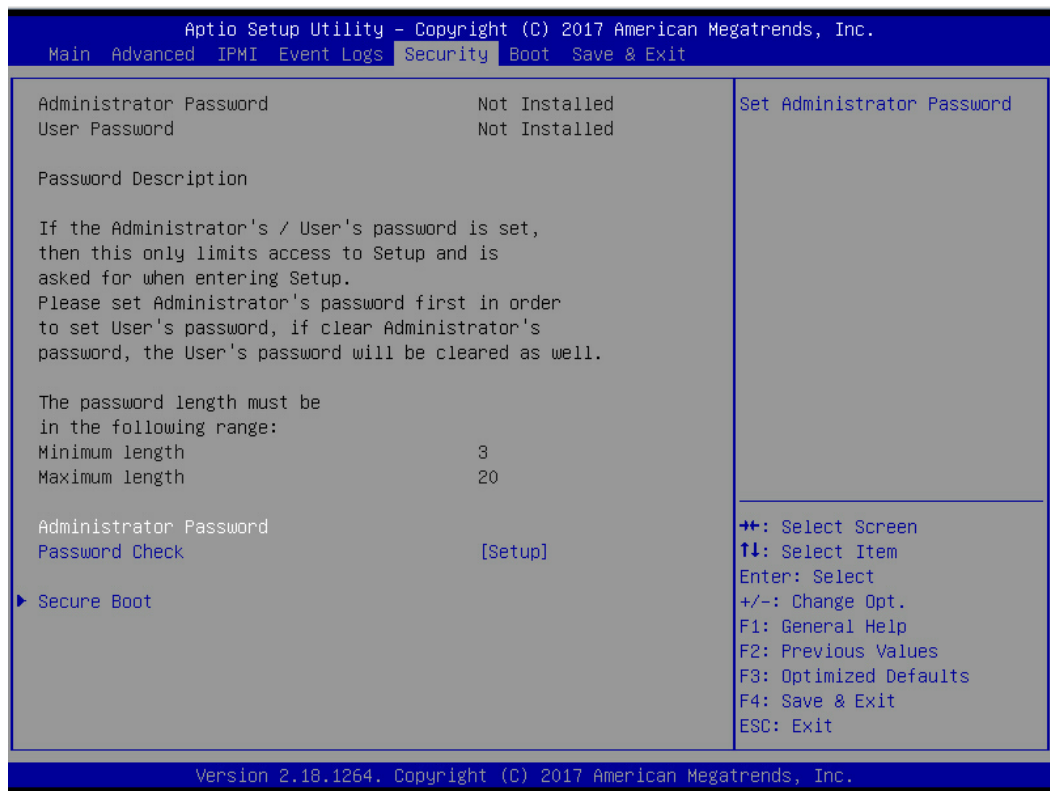 Aptio Setup Utility – Copyright (C) 2017 American Megatrends, Inc.
Main Advanced IPMI Event Logs Security Boot Save & Exit
Administrator Password Not Installed
User Password Not Installed
Password Description
If the Administrator's / User's password is set,
then this only limits access to Setup and is
asked for when entering Setup.
Please set Administrator's password first in order
to set User's password, if clear Administrator's
password, the User's password will be cleared as well.
The password length must be
in the following range:
Minimum length 3
Maximum length 20
Administrator Password
Password Check [Setup]
Secure Boot
Set Administrator Password
→←: Select Screen
↑↓: Select Item
Enter: Select
+/-: Change Opt.
F1: General Help
F2: Previous Values
F3: Optimized Defaults
F4: Save & Exit
ESC: Exit
Version 2.18.1264. Copyright (C) 2017 American Megatrends, Inc.